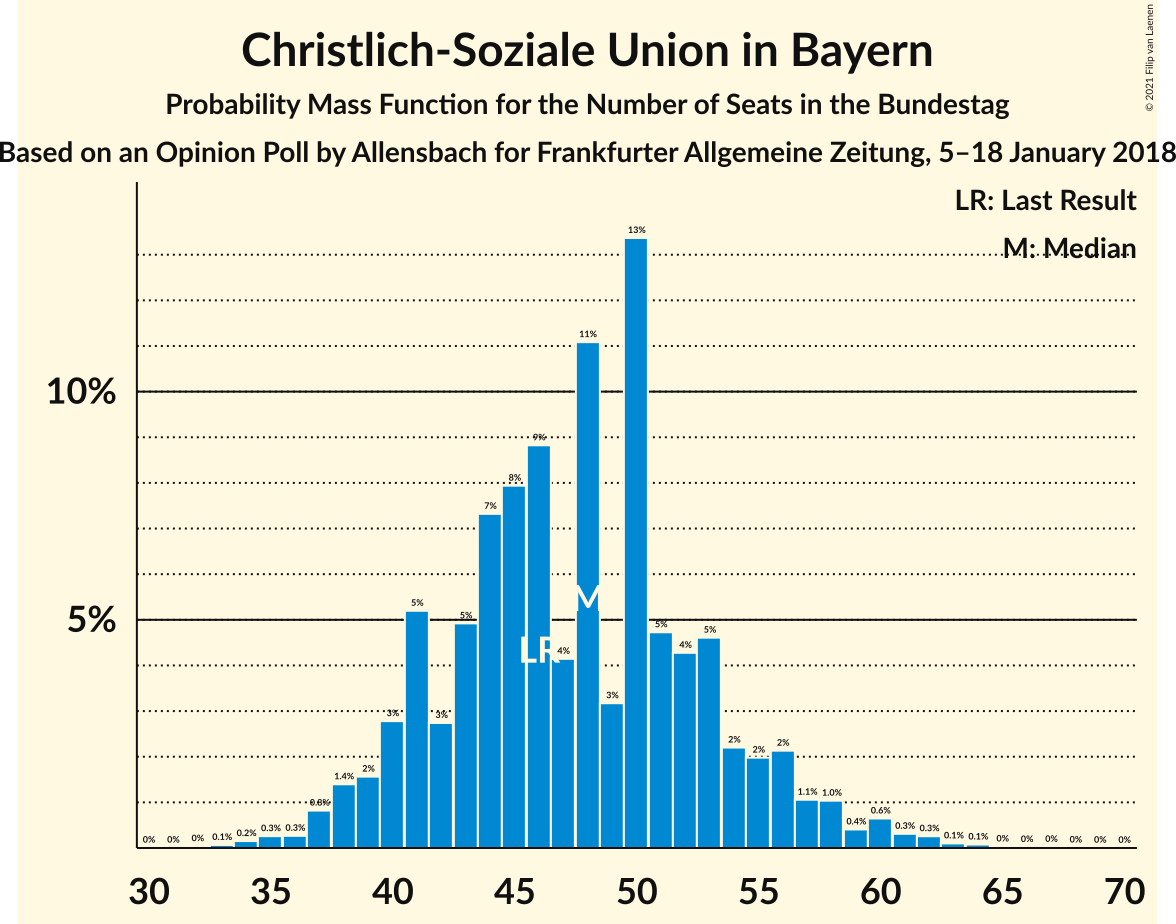 Christlich-Soziale Union in Bayern
Probability Mass Function for the Number of Seats in the Bundestag
Based on an Opinion Poll by Allensbach for Frankfurter Allgemeine Zeitung, 5–18 January 2018
© 2021 Filip van Laenen
LR: Last Result
M: Median
10%
5%
0% 0% 0% 0.1% 0.2% 0.3% 0.3% 0.8% 1.4% 2% 3% 5% 3% 5% 7% 8% 9% 4% 11% 3% 13% 5% 4% 5% 2% 2% 2% 1.1% 1.0% 0.4% 0.6% 0.3% 0.3% 0.1% 0.1% 0% 0% 0% 0% 0% 0%
M
LR
30 35 40 45 50 55 60 65 70